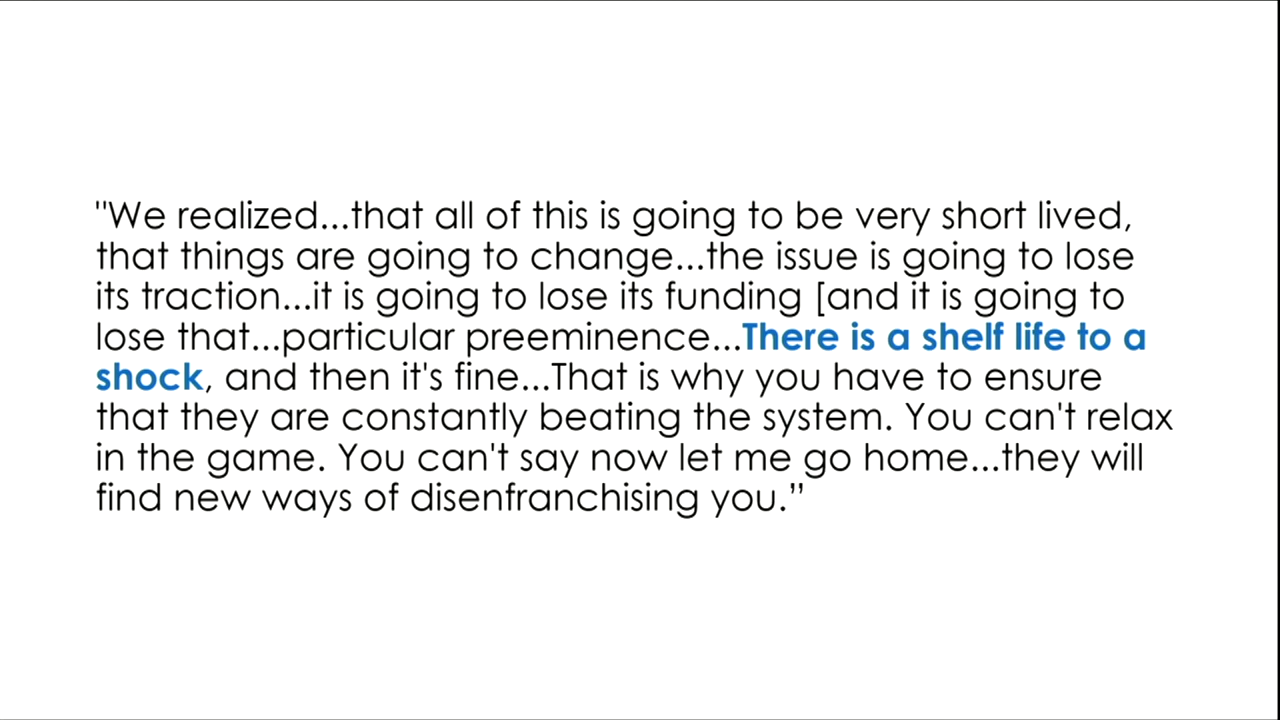 "We realized...that all of this is going to be very short lived,
that things are going to change...the issue is going to lose
its traction...it is going to lose its funding [and it is going to
lose that...particular preeminence...There is a shelf life to a
shock, and then it's fine...That is why you have to ensure
that they are constantly beating the system. You can't relax
in the game. You can't say now let me go home...they will
find new ways of disenfranchising you.”